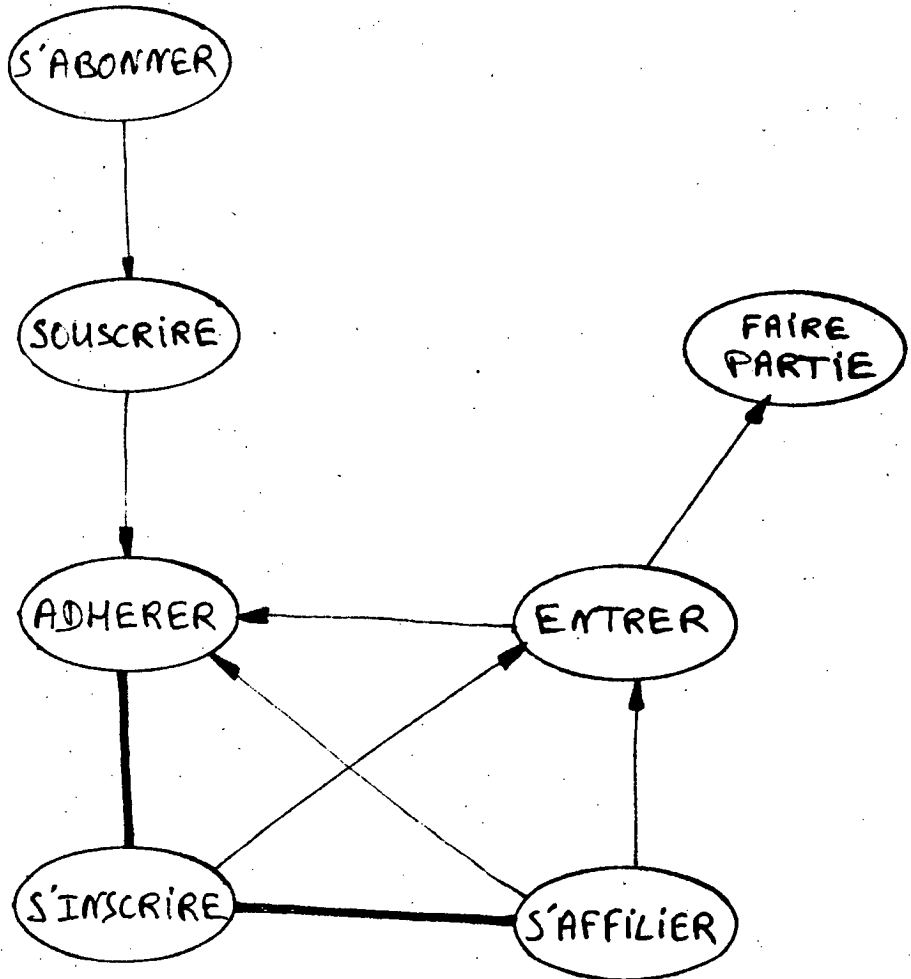 S'ABONNER
SOUSCRIRE
FAIRE
PARTIE
ADHERER
ENTRER
S'INSCRIRE
S'AFFILIER